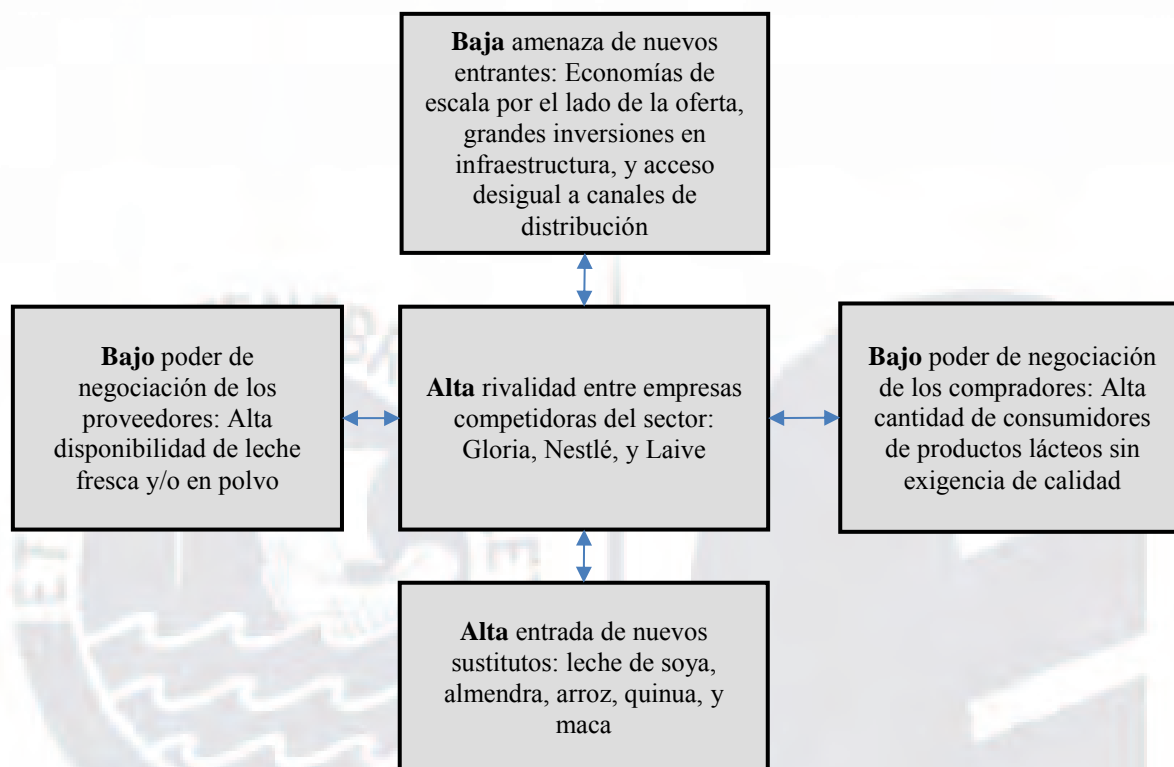 Baja amenaza de nuevos
entrantes: Economías de
escala por el lado de la oferta,
grandes inversiones en
infraestructura, y acceso
desigual a canales de
distribución
Bajo poder de
negociación de los
proveedores: Alta
disponibilidad de leche
fresca y/o en polvo
Alta rivalidad entre empresas
competidoras del sector:
Gloria, Nestlé, y Laive
Bajo poder de negociación
de los compradores: Alta
cantidad de consumidores
de productos lácteos sin
exigencia de calidad
Alta entrada de nuevos
sustitutos: leche de soya,
almendra, arroz, quinua, y
maca